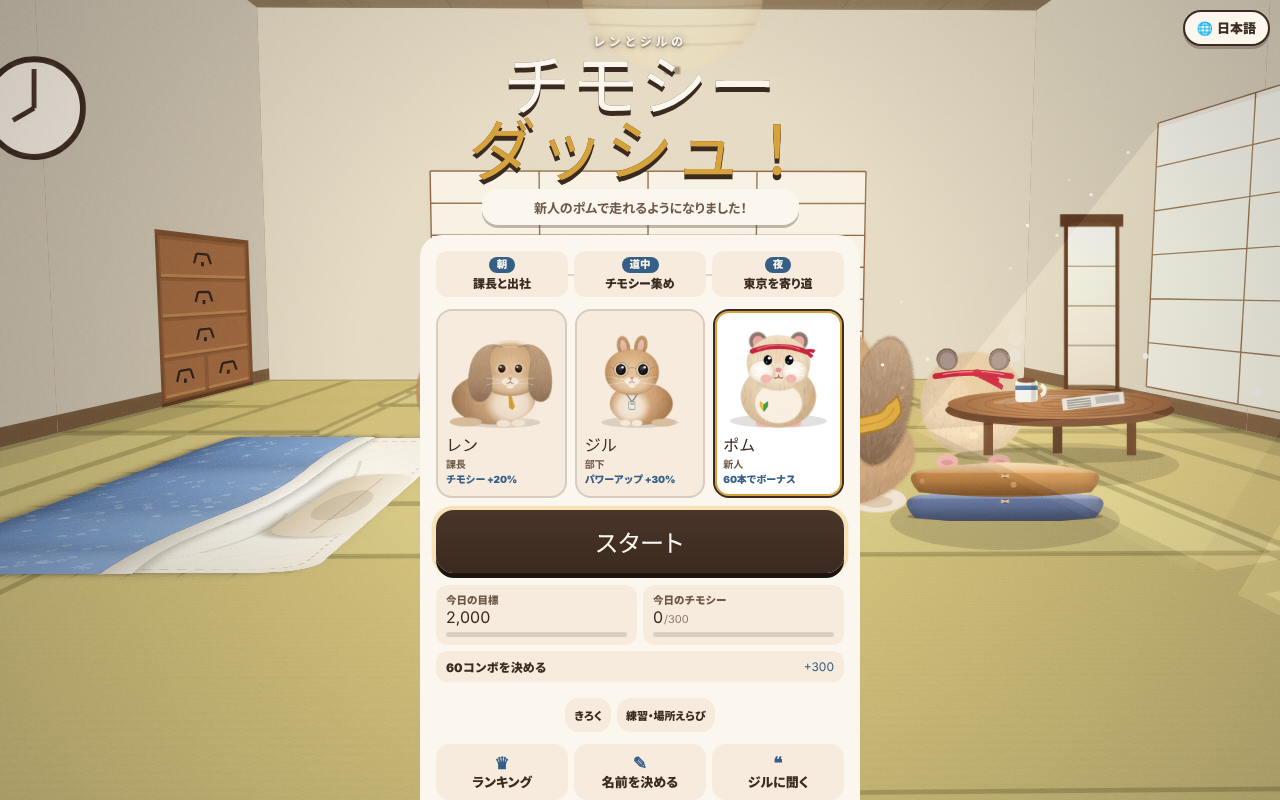 日本語
レンとジルの
チモシー
ダッシュ！
新人のポムで走れるようになりました！
朝
課長と出社
道中
チモシー集め
夜
東京を寄り道
レン
課長
チモシー +20%
ジル
部下
パワーアップ +30%
ポム
新人
60本でボーナス
スタート
今日の目標
2,000
今日のチモシー
0/300
60コンボを決める
+300
きろく
練習・場所えらび
ランキング
名前を決める
ジルに聞く